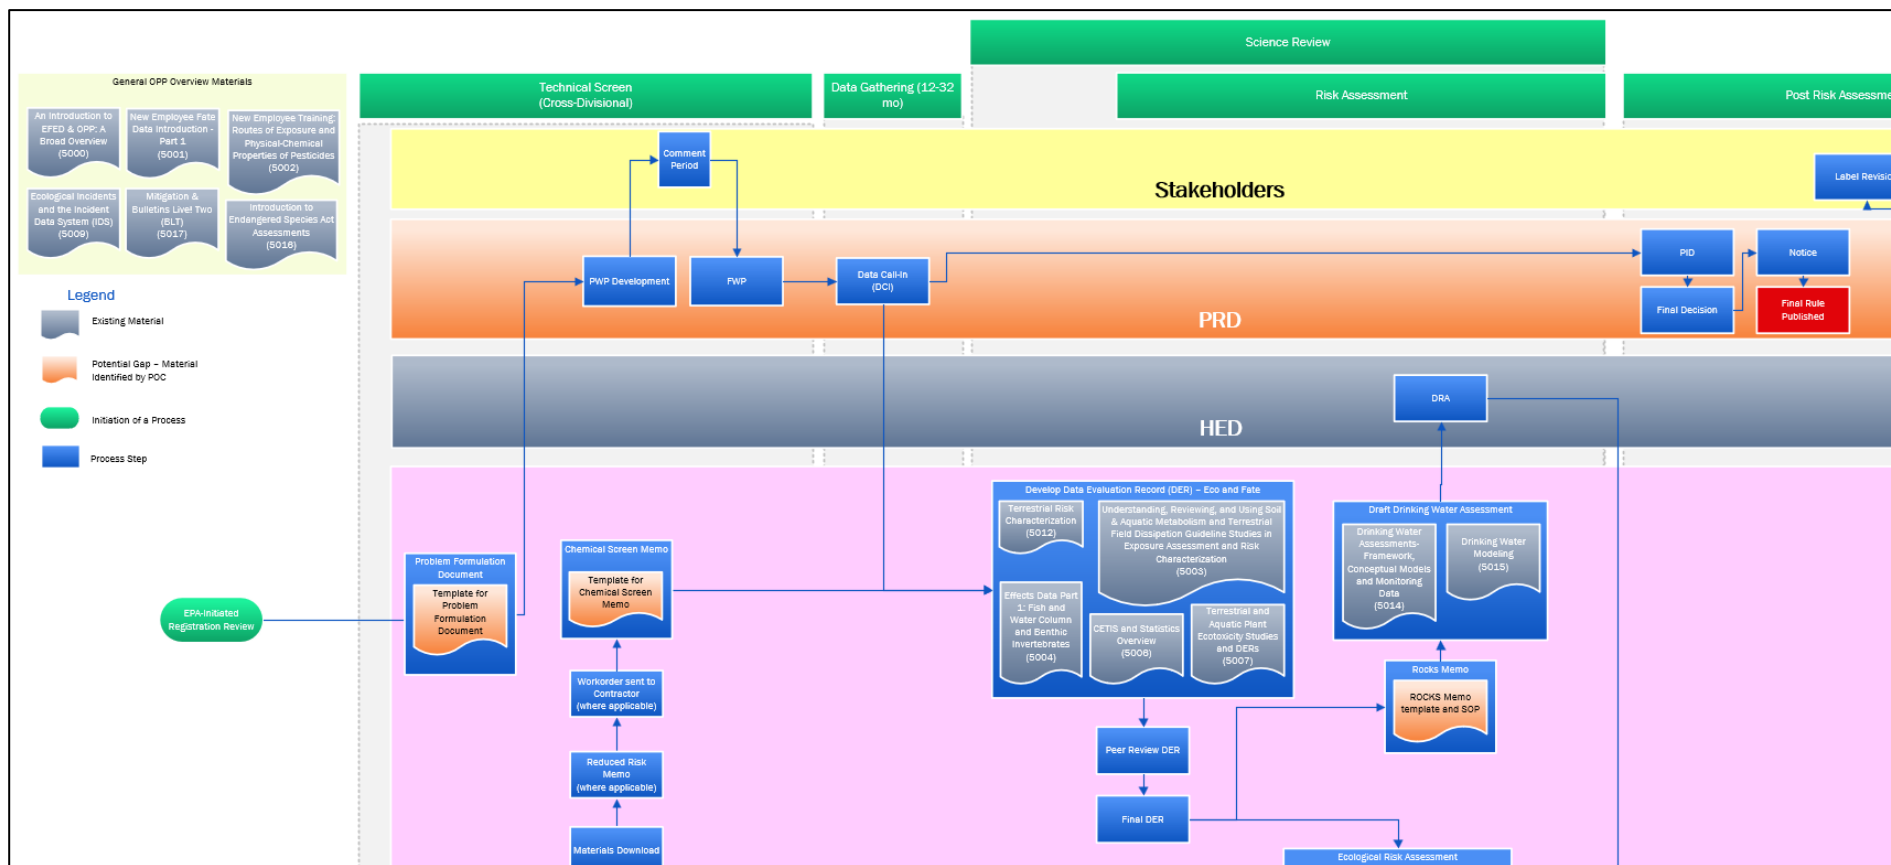 Science Review
General OPP Overview Materials
Technical Screen
(Cross-Divisional)
Data Gathering (12-32
mo)
Risk Assessment
Post Risk Assessme
An Introduction to
EFED & OPP: A
Broad Overview
(5000)
New Employee Fate
Data Introduction -
Part 1
(5001)
New Employee Training:
Routes of Exposure and
Physical-Chemical
Properties of Pesticides
(5002)
Ecological Incidents
and the Incident
Data System (IDS)
(5009)
Mitigation &
Bulletins Live! Two
(BLT)
(5017)
Introduction to
Endangered Species Act
Assessments
(5016)
Legend
Existing Material
Potential Gap – Material
Identified by POC
Initiation of a Process
Process Step
Comment
Period
Stakeholders
Label Revisio
PWP Development
FWP
Data Call-In
(DCI)
PID
Notice
Final Decision
Final Rule
Published
PRD
DRA
HED
EPA-Initiated
Registration Review
Problem Formulation
Document
Template for
Problem
Formulation
Document
Chemical Screen Memo
Template for
Chemical Screen
Memo
Workorder sent to
Contractor
(where applicable)
Reduced Risk
Memo
(where applicable)
Materials Download
Develop Data Evaluation Record (DER) – Eco and Fate
Terrestrial Risk
Characterization
(5012)
Understanding, Reviewing, and Using Soil
& Aquatic Metabolism and Terrestrial
Field Dissipation Guideline Studies in
Exposure Assessment and Risk
Characterization
(5003)
Effects Data Part
1: Fish and
Water Column
and Benthic
Invertebrates
(5004)
CETIS and Statistics
Overview
(5006)
Terrestrial and
Aquatic Plant
Ecotoxicity Studies
and DERs
(5007)
Peer Review DER
Final DER
Draft Drinking Water Assessment
Drinking Water
Assessments-
Framework,
Conceptual Models
and Monitoring
Data
(5014)
Drinking Water
Modeling
(5015)
Rocks Memo
ROCKS Memo
template and SOP
Ecological Risk Assessment